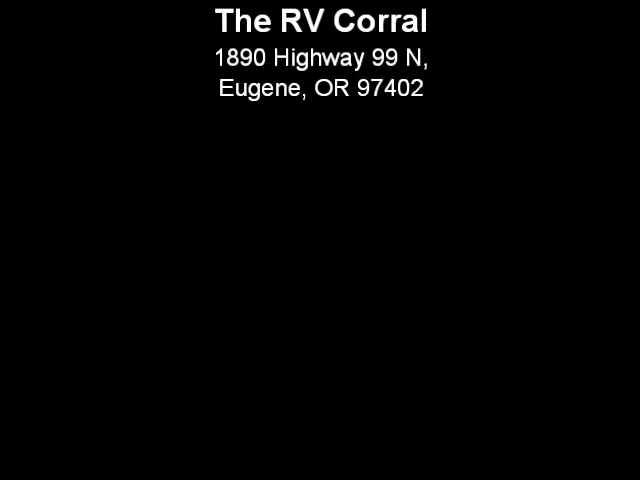 The RV Corral
1890 Highway 99 N,
Eugene, OR 97402